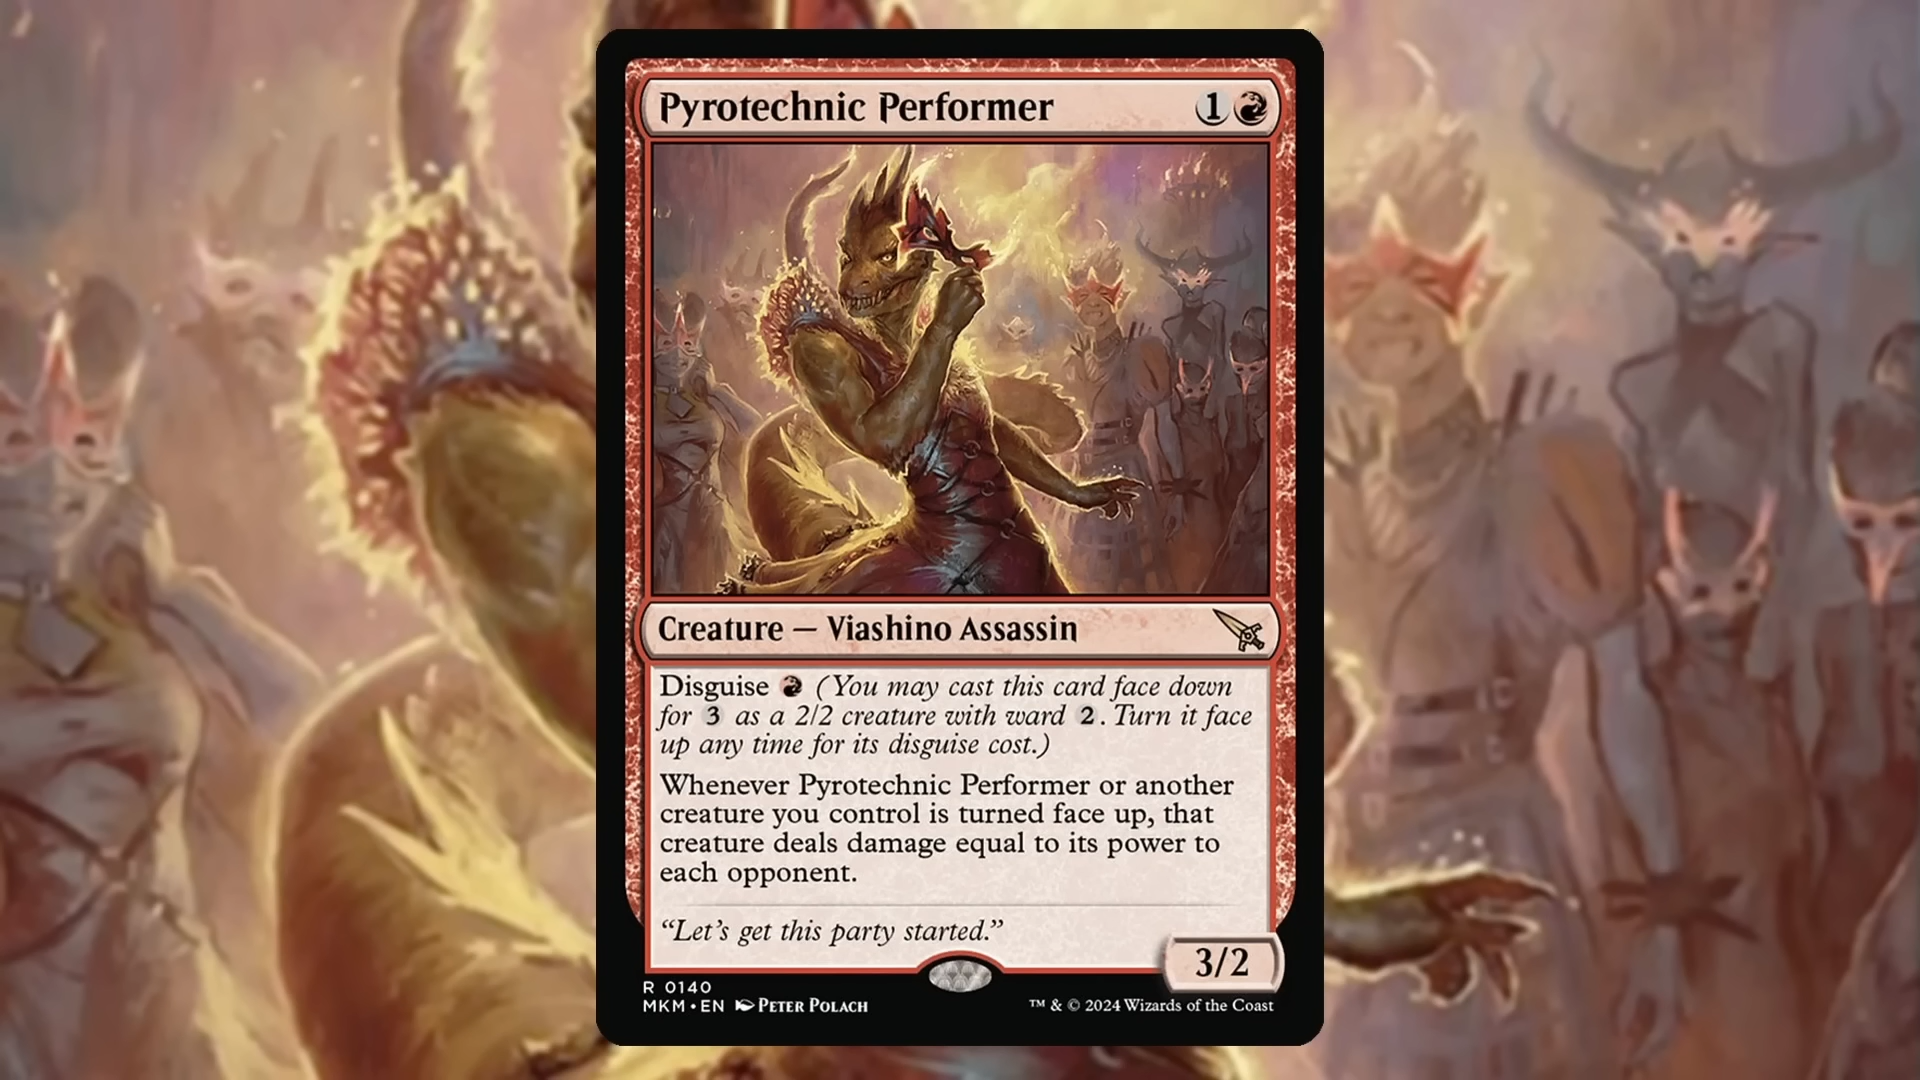 Pyrotechnic Performer 1
Creature — Viashino Assassin
Disguise (You may cast this card face down
for 3 as a 2/2 creature with ward 2. Turn it face
up any time for its disguise cost.)
Whenever Pyrotechnic Performer or another
creature you control is turned face up, that
creature deals damage equal to its power to
each opponent.
“Let’s get this party started.”
3/2
R 0140
MKM • EN Peter Polach
™ & © 2024 Wizards of the Coast